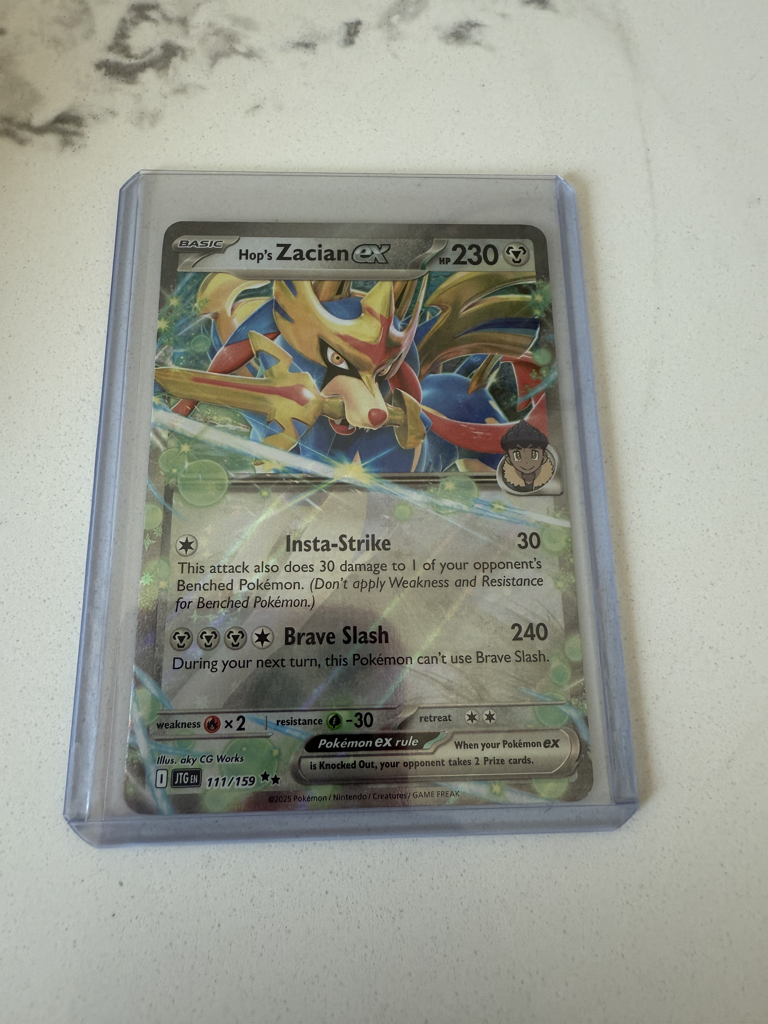 BASIC
Hop's Zacian ex HP 230
Insta-Strike 30
This attack also does 30 damage to 1 of your opponent's
Benched Pokémon. (Don't apply Weakness and Resistance
for Benched Pokémon.)
Brave Slash 240
During your next turn, this Pokémon can't use Brave Slash.
weakness ×2 resistance -30 retreat
Pokémon ex rule When your Pokémon ex
is Knocked Out, your opponent takes 2 Prize cards.
Illus. aky CG Works
I JTG EN 111/159
©2025 Pokémon / Nintendo / Creatures / GAME FREAK